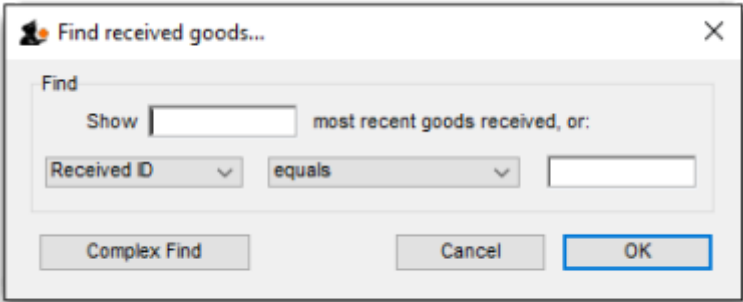 Find received goods...
Find
Show most recent goods received, or:
Received ID equals
Complex Find Cancel OK